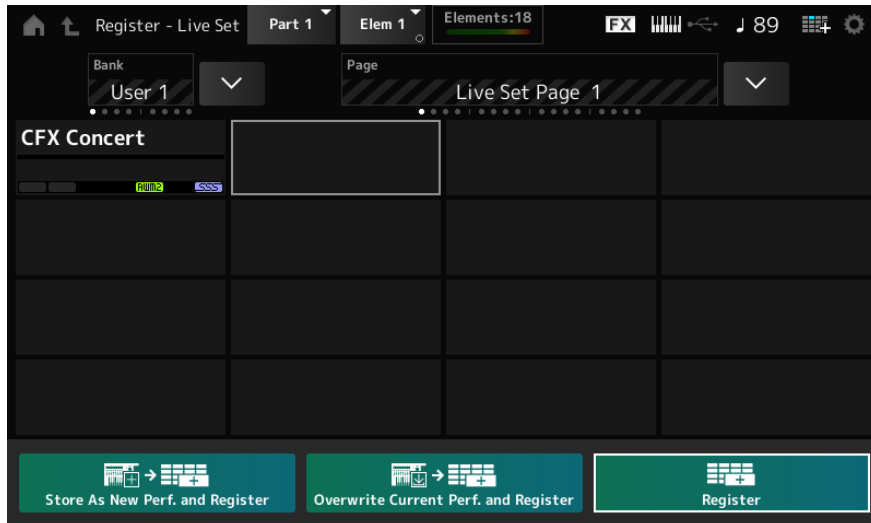 Register - Live Set
Part 1
Elem 1
Elements:18
FX
♩ 89
Bank
User 1
Page
Live Set Page 1
CFX Concert
AWM2
SSS
Store As New Perf. and Register
Overwrite Current Perf. and Register
Register